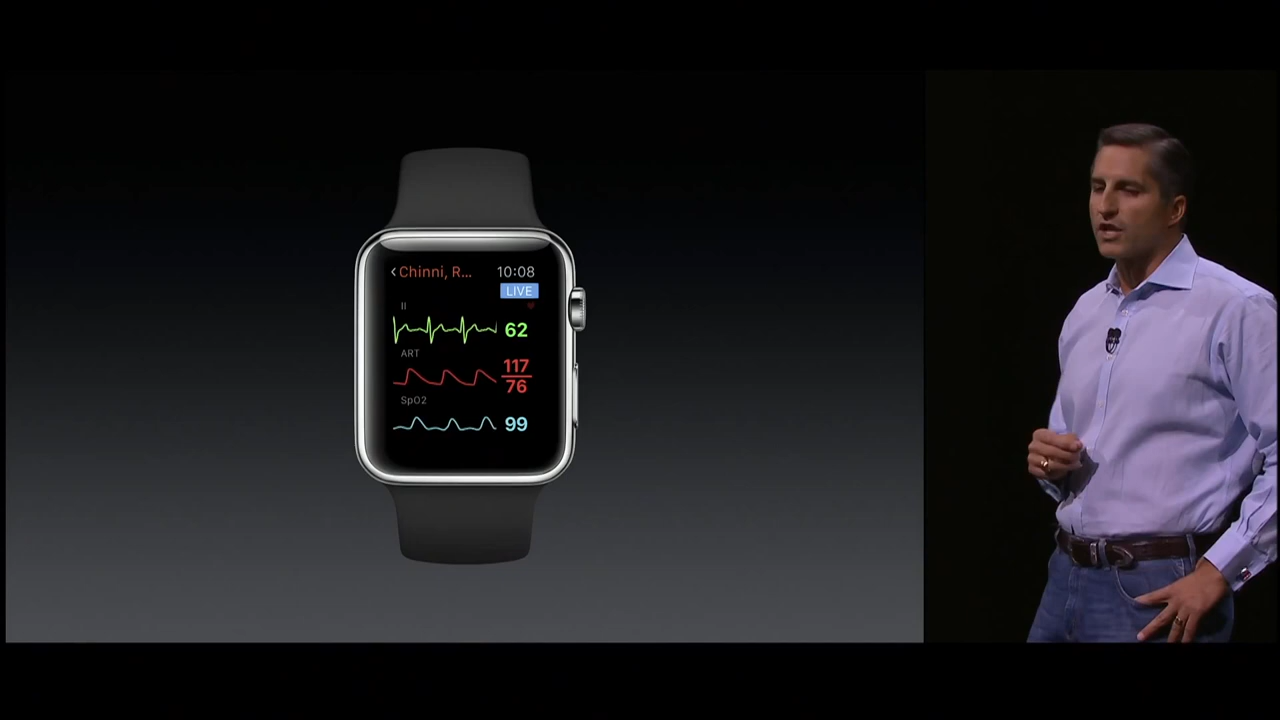 <Chinni, R... 10:08
LIVE
II
62
ART
117
76
SpO2
99